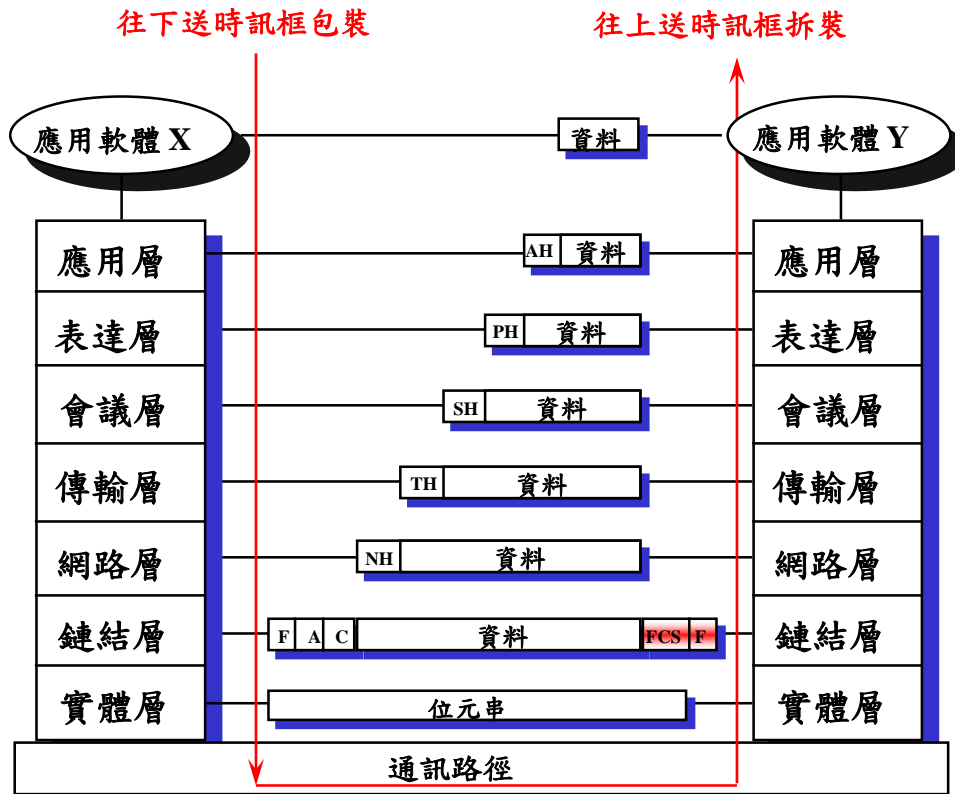 往下送時訊框包裝 往上送時訊框拆裝
應用軟體 X 資料 應用軟體 Y
應用層 AH 資料 應用層
表達層 PH 資料 表達層
會議層 SH 資料 會議層
傳輸層 TH 資料 傳輸層
網路層 NH 資料 網路層
鏈結層 F A C 資料 FCS F 鏈結層
實體層 位元串 實體層
通訊路徑